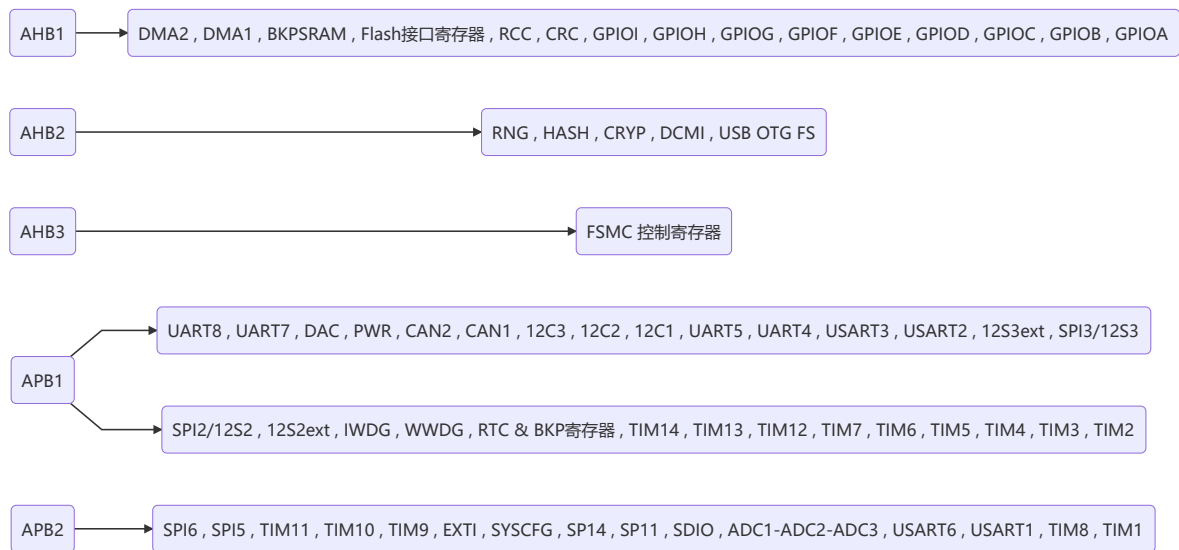 AHB1
DMA2 , DMA1 , BKPSRAM , Flash接口寄存器 , RCC , CRC , GPIOI , GPIOH , GPIOG , GPIOF , GPIOE , GPIOD , GPIOC , GPIOB , GPIOA
AHB2
RNG , HASH , CRYP , DCMI , USB OTG FS
AHB3
FSMC 控制寄存器
APB1
UART8 , UART7 , DAC , PWR , CAN2 , CAN1 , 12C3 , 12C2 , 12C1 , UART5 , UART4 , USART3 , USART2 , 12S3ext , SPI3/12S3
SPI2/12S2 , 12S2ext , IWDG , WWDG , RTC & BKP寄存器 , TIM14 , TIM13 , TIM12 , TIM7 , TIM6 , TIM5 , TIM4 , TIM3 , TIM2
APB2
SPI6 , SPI5 , TIM11 , TIM10 , TIM9 , EXTI , SYSCFG , SP14 , SP11 , SDIO , ADC1-ADC2-ADC3 , USART6 , USART1 , TIM8 , TIM1